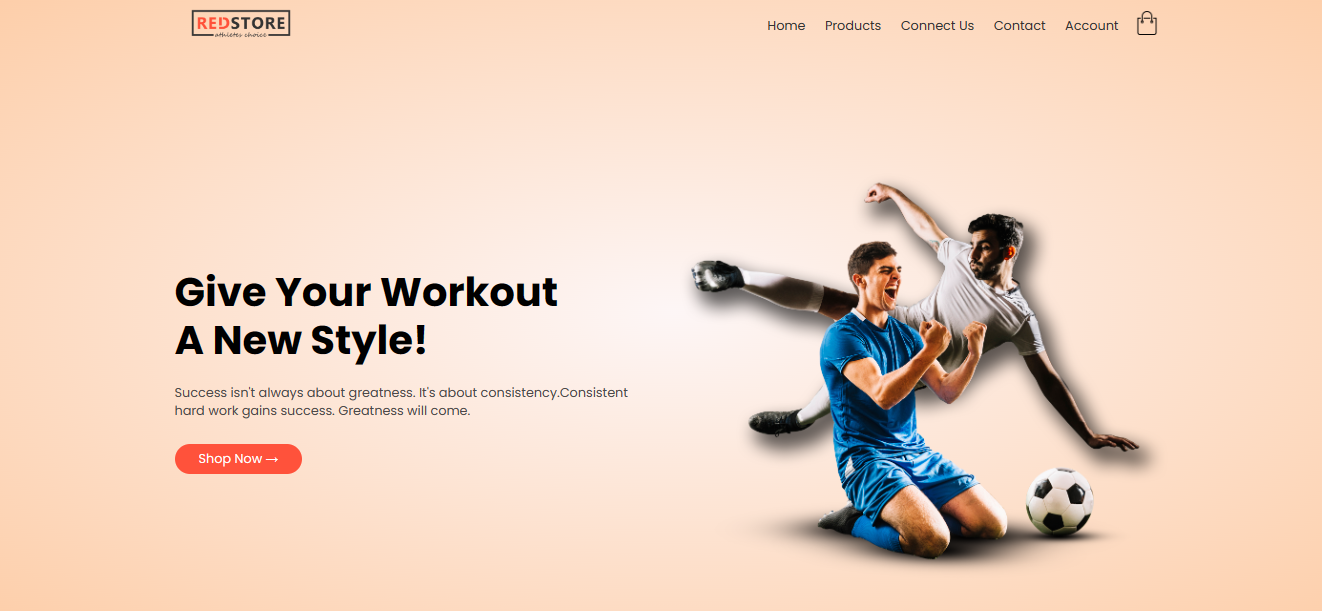 REDSTORE
athletes choice
Home Products Connect Us Contact Account
Give Your Workout
A New Style!
Success isn't always about greatness. It's about consistency.Consistent
hard work gains success. Greatness will come.
Shop Now →